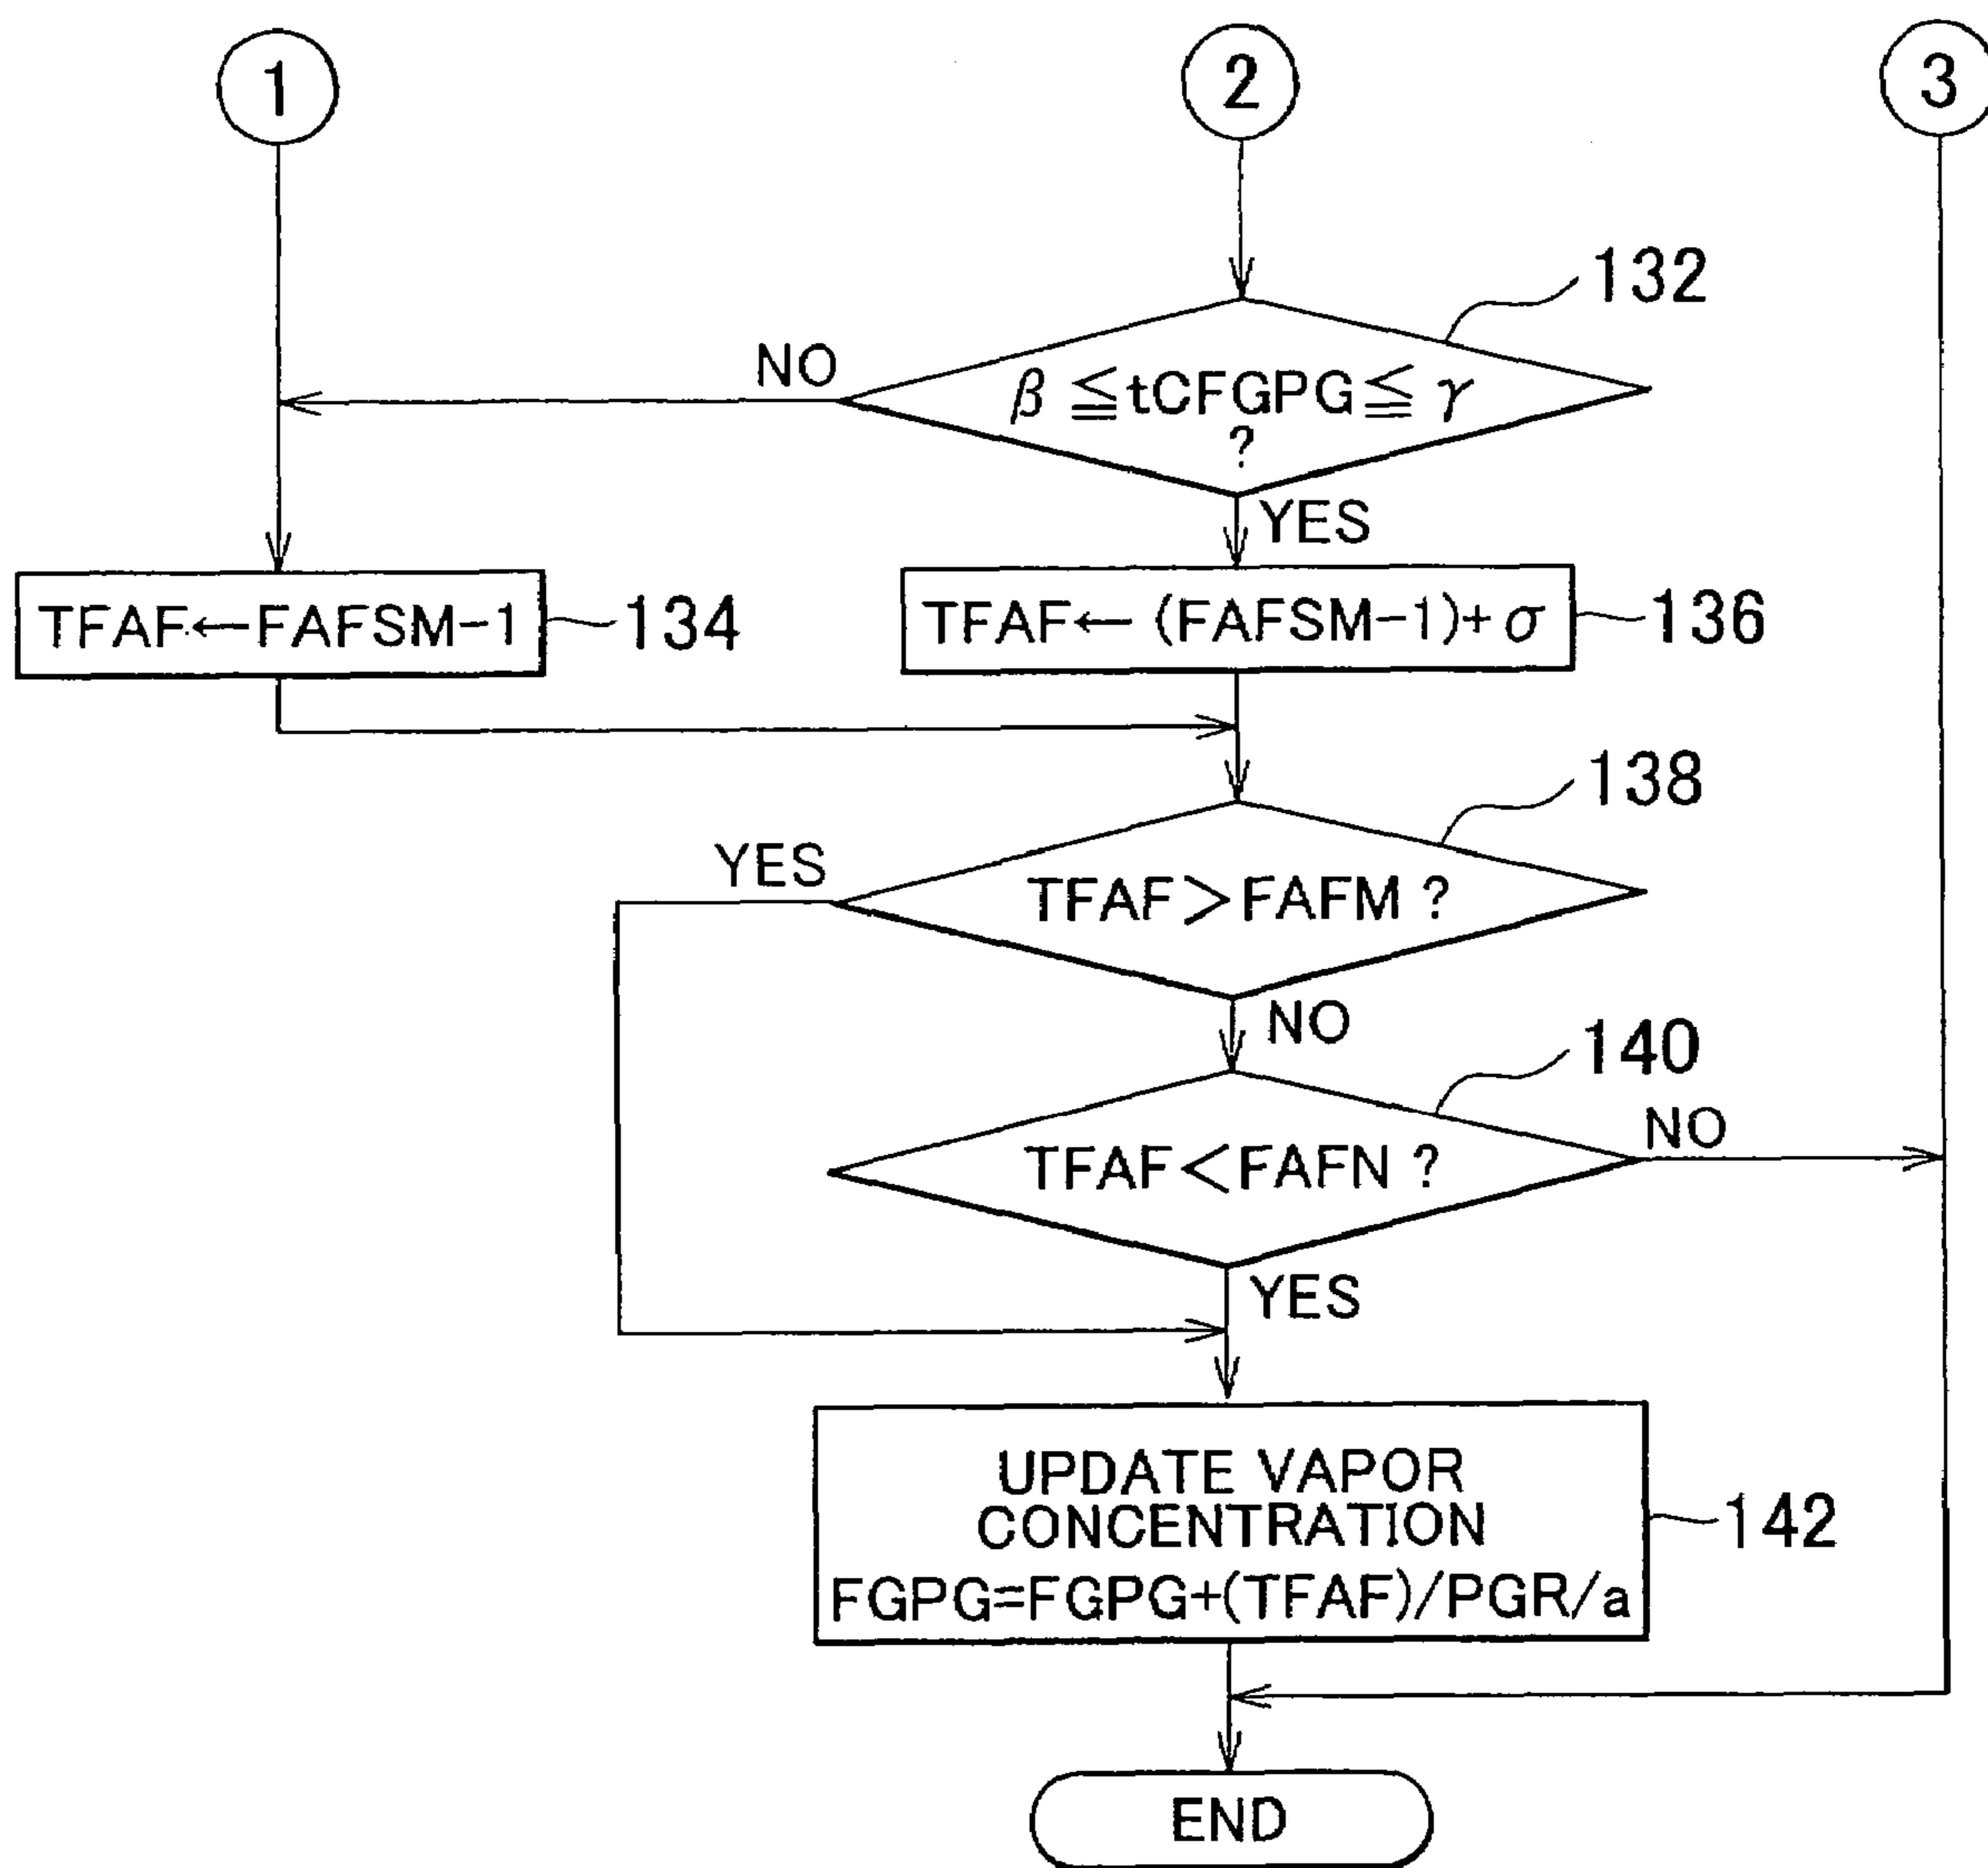 1
2
3
132
NO
β ≦tCFGPG≦ γ
?
YES
TFAF←FAFSM-1
134
TFAF← (FAFSM-1)+σ
136
138
YES
TFAF>FAFM ?
NO
140
NO
TFAF<FAFN ?
YES
UPDATE VAPOR
CONCENTRATION
FGPG=FGPG+(TFAF)/PGR/a
142
END